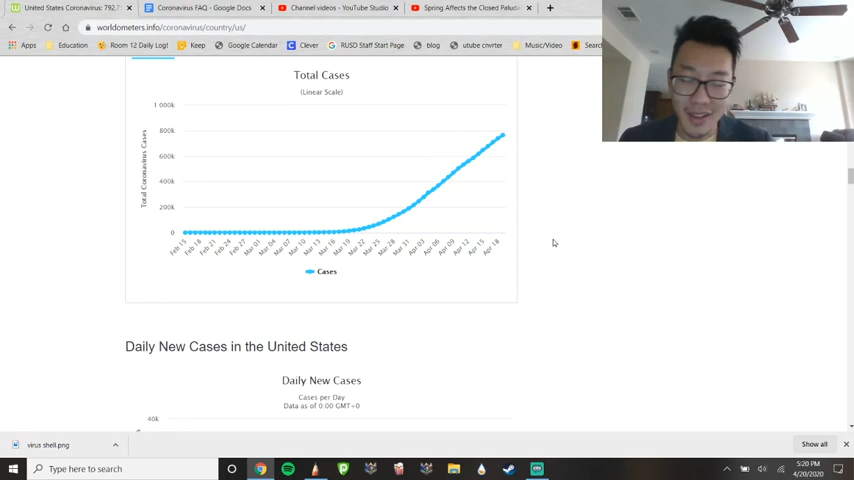 United States Coronavirus: 792,7
Coronavirus FAQ - Google Docs
Channel videos - YouTube Studio
Spring Affects the Closed Palud
worldometers.info/coronavirus/country/us/
Apps
Education
Room 12 Daily Log!
Keep
Google Calendar
Clever
RUSD Staff Start Page
blog
utube cnvrter
Music/Video
Searc
Total Cases
(Linear Scale)
Total Coronavirus Cases
1 000k
800k
600k
400k
200k
0
Feb 15
Feb 18
Feb 21
Feb 24
Feb 27
Mar 01
Mar 04
Mar 07
Mar 10
Mar 13
Mar 16
Mar 19
Mar 22
Mar 25
Mar 28
Mar 31
Apr 03
Apr 06
Apr 09
Apr 12
Apr 15
Apr 18
Cases
Daily New Cases in the United States
Daily New Cases
Cases per Day
Data as of 0:00 GMT+0
40k
virus shell.png
Show all
Type here to search
5:20 PM
4/20/2020